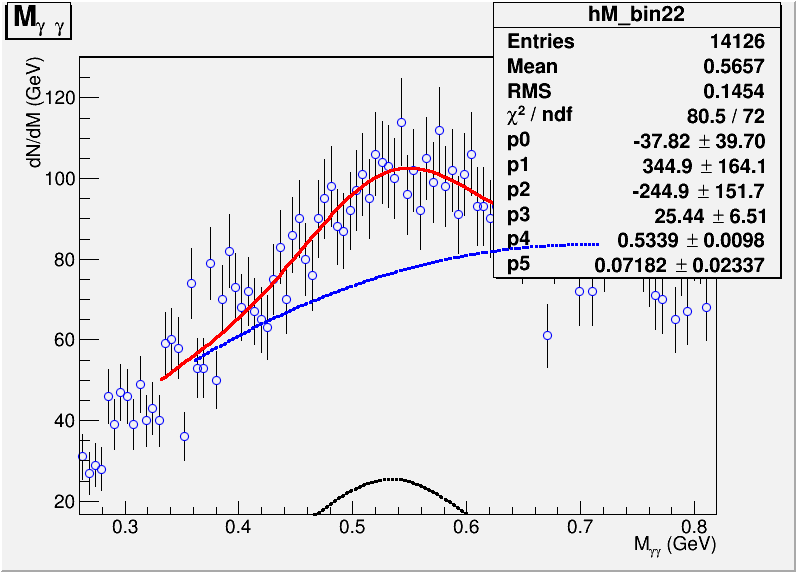 M γ γ
hM_bin22
Entries 14126
Mean 0.5657
RMS 0.1454
χ² / ndf 80.5 / 72
p0 -37.82 ± 39.70
p1 344.9 ± 164.1
p2 -244.9 ± 151.7
p3 25.44 ± 6.51
p4 0.5339 ± 0.0098
p5 0.07182 ± 0.02337
dN/dM (GeV)
120
100
80
60
40
20
0.3 0.4 0.5 0.6 0.7 0.8
Mγγ (GeV)